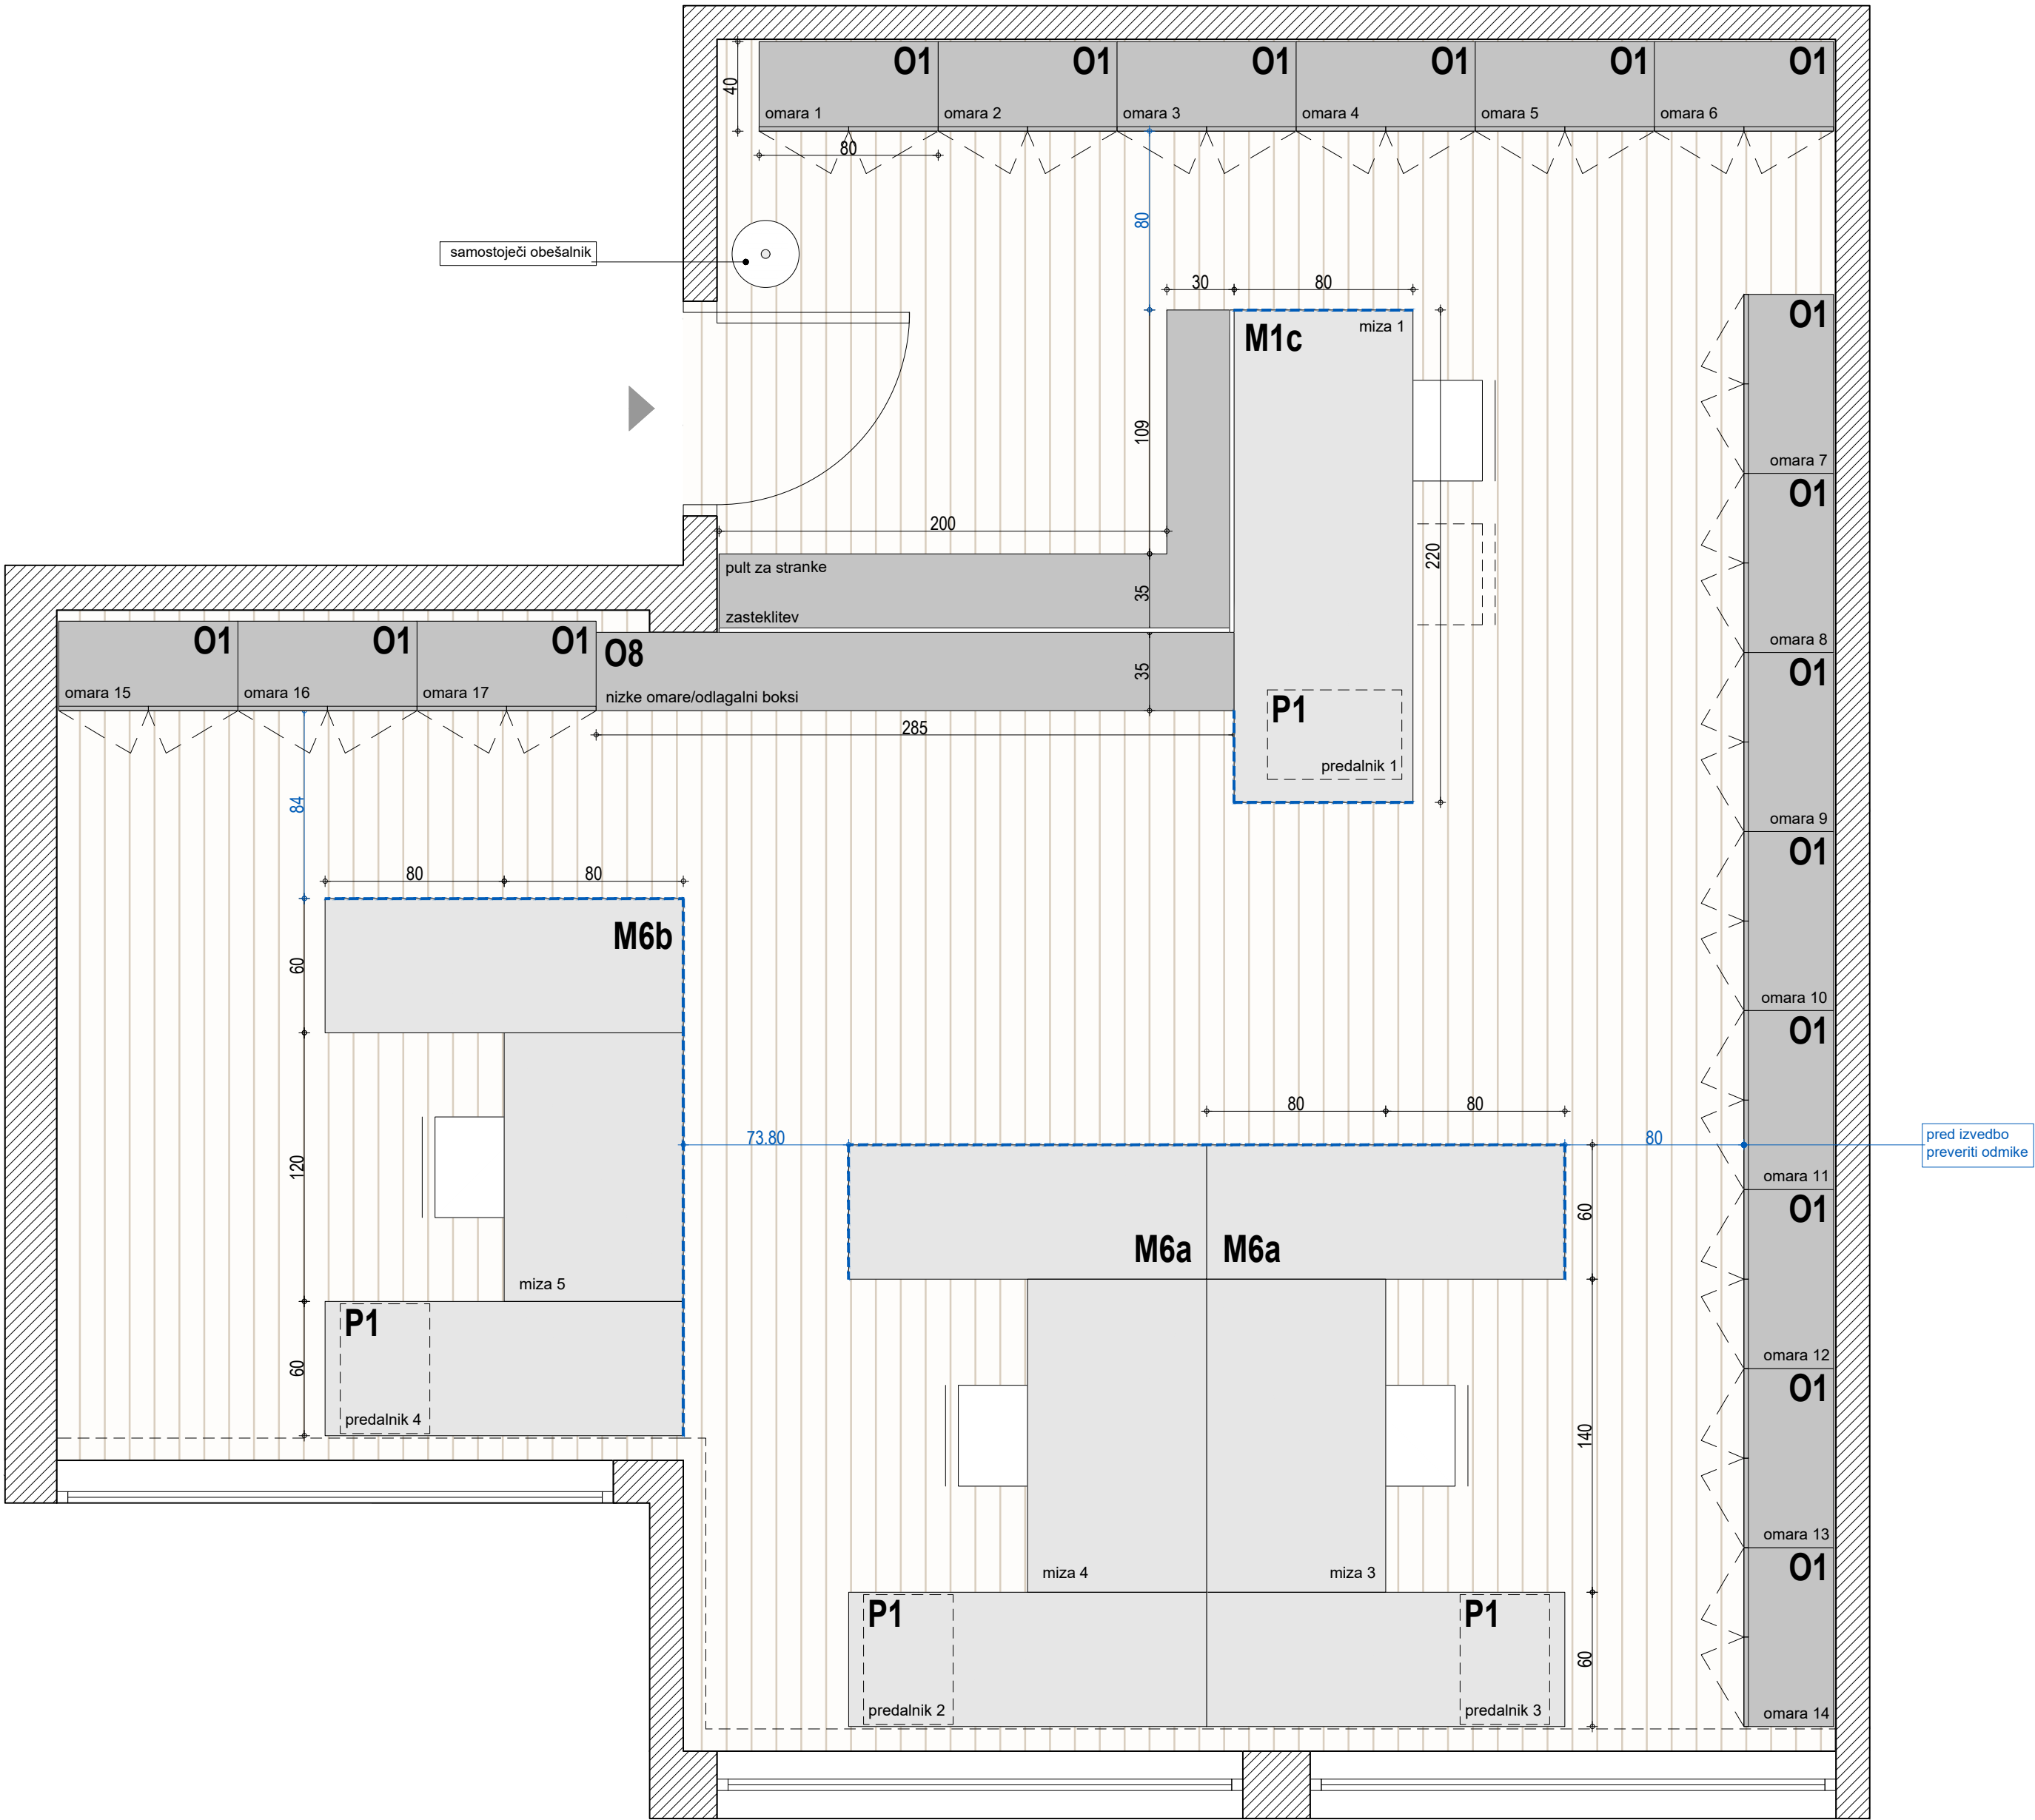 O1 O1 O1 O1 O1 O1
40
omara 1 omara 2 omara 3 omara 4 omara 5 omara 6
80
80
samostoječi obešalnik
30 80
O1
M1c miza 1
109
omara 7
O1
200
220
pult za stranke
35
zasteklitev
O1 O1 O1 O8
omara 8
O1
35
omara 15 omara 16 omara 17 nizke omare/odlagalni boksi
P1
285
predalnik 1
84
omara 9
O1
80 80
M6b
60
omara 10
O1
80 80
73.80 80
pred izvedbo
preveriti odmike
120
omara 11
O1
60
M6a M6a
miza 5
P1
60
omara 12
O1
predalnik 4
140
omara 13
O1
miza 4 miza 3
P1 P1
60
predalnik 2 predalnik 3
omara 14